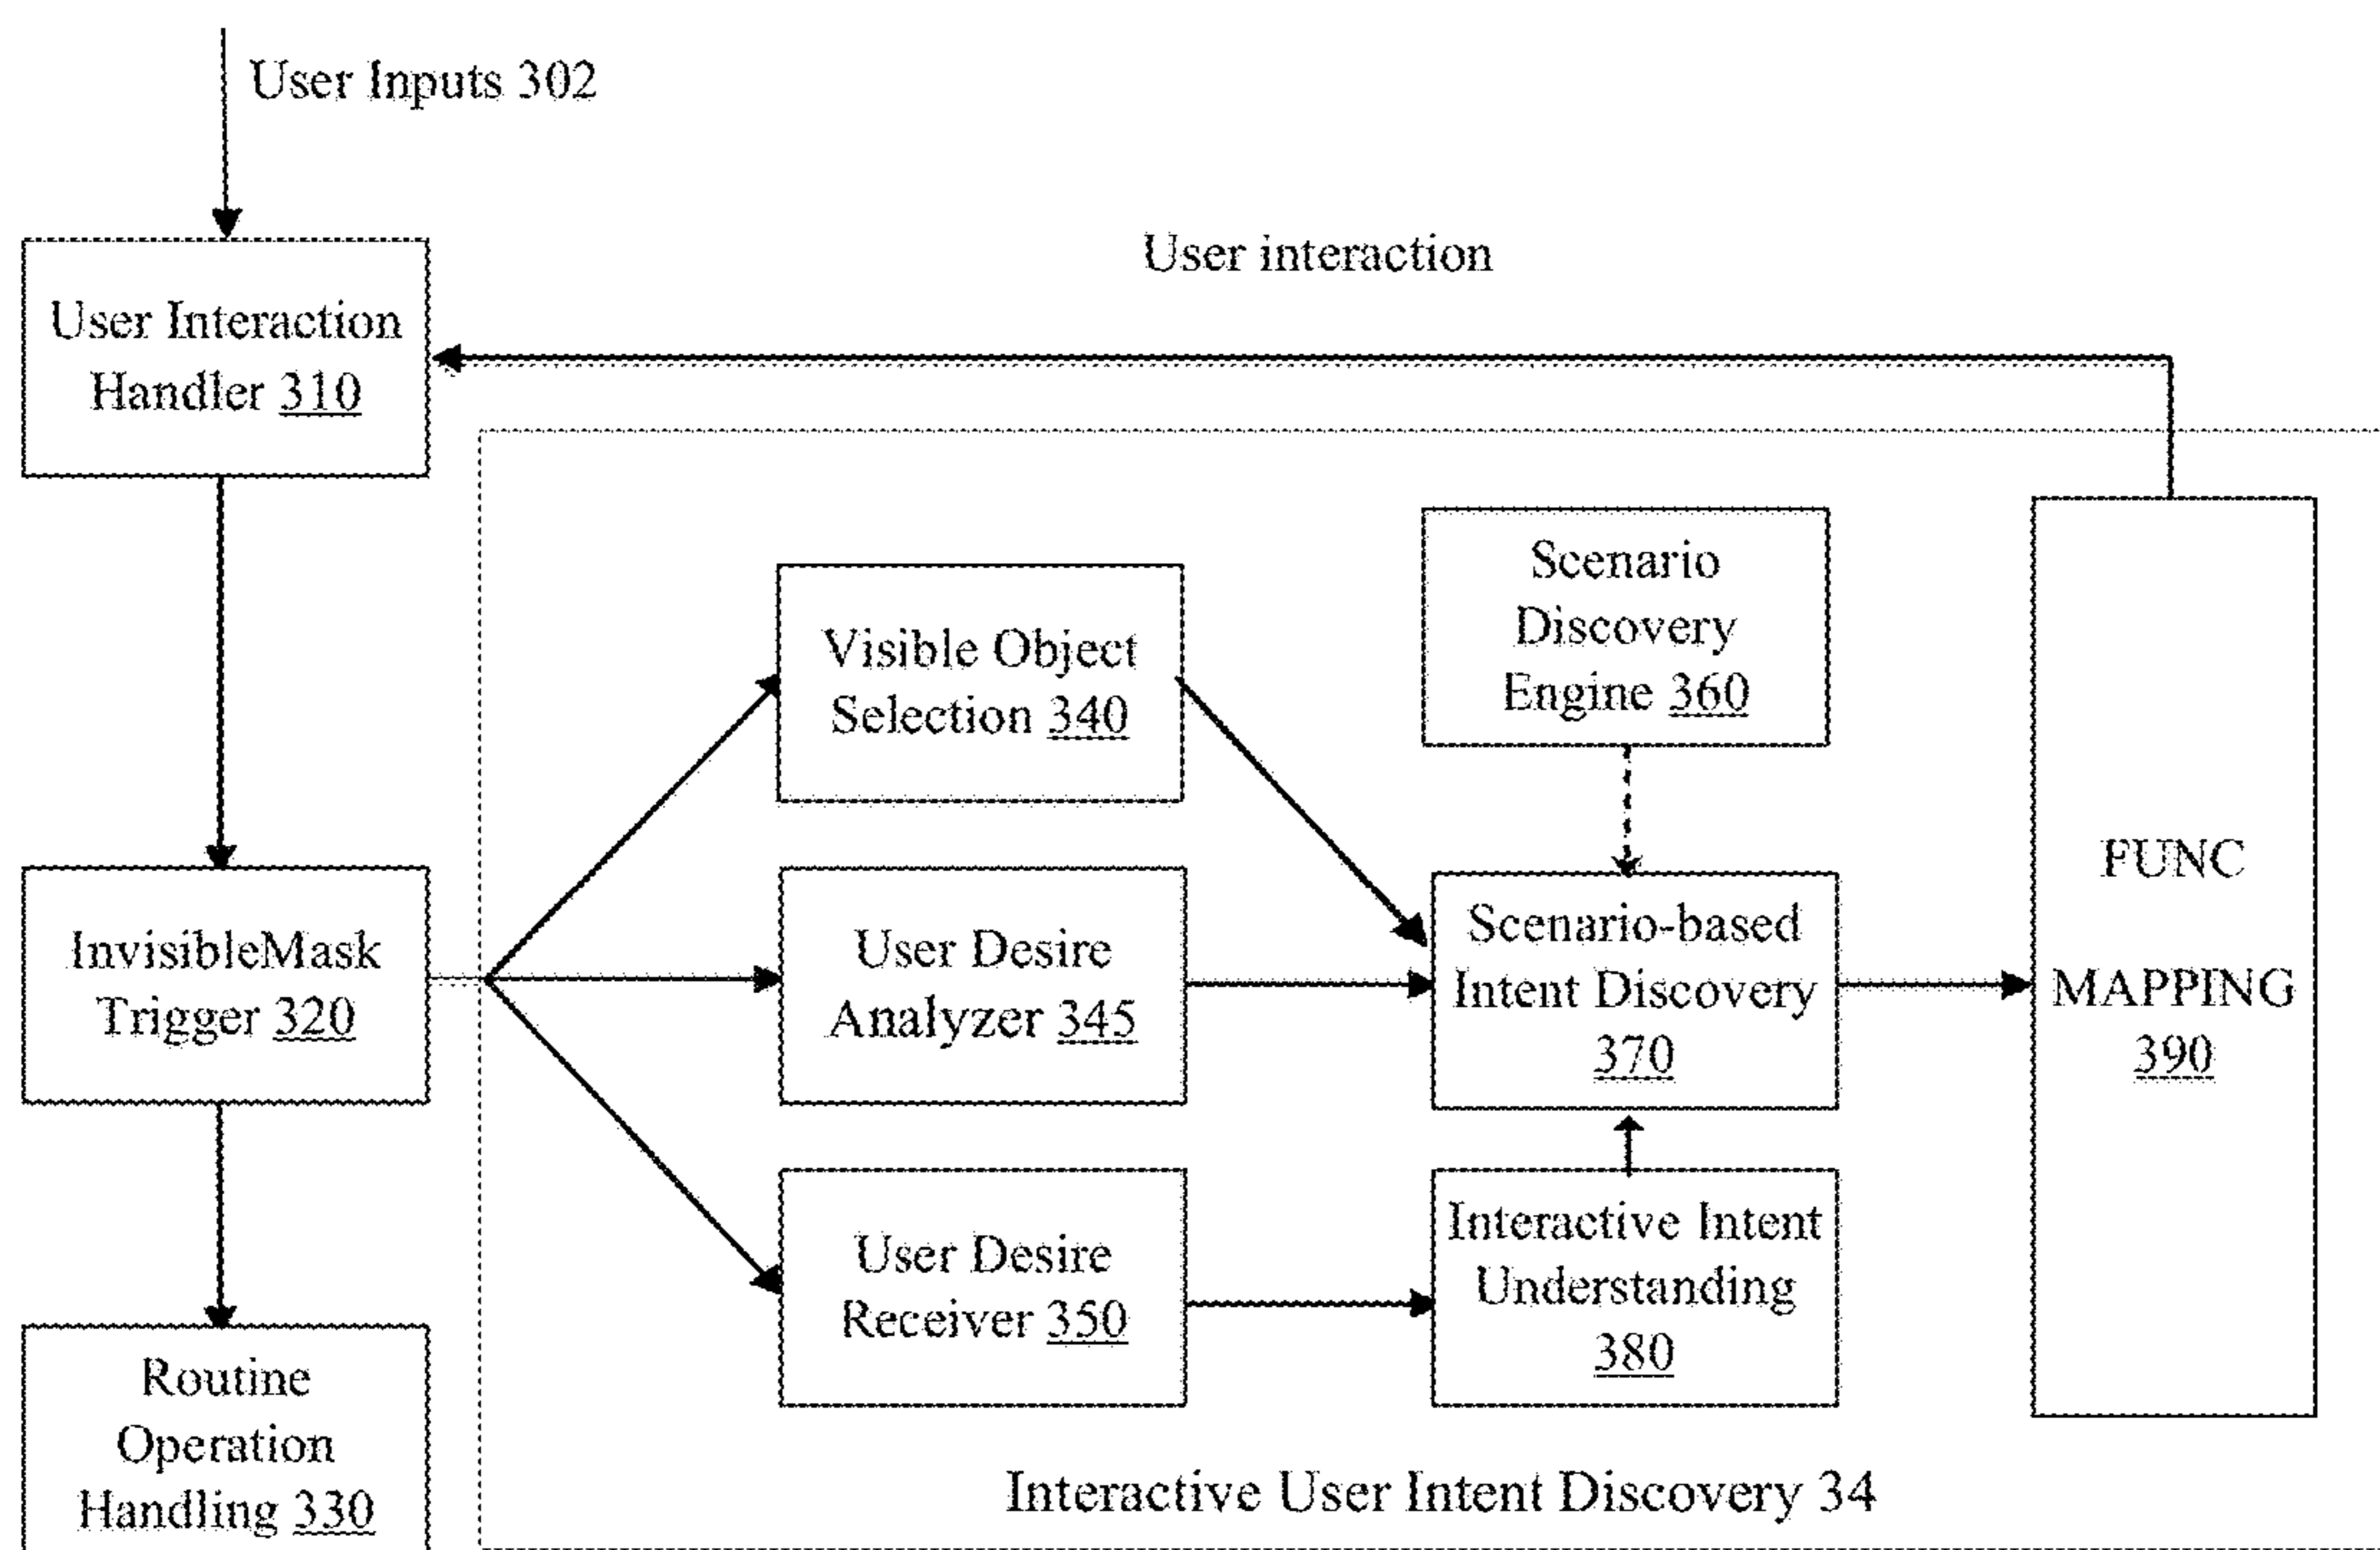 User Inputs 302
User interaction
User Interaction
Handler 310
Scenario
Discovery
Engine 360
Visible Object
Selection 340
FUNC
MAPPING
390
InvisibleMask
Trigger 320
User Desire
Analyzer 345
Scenario-based
Intent Discovery
370
User Desire
Receiver 350
Interactive Intent
Understanding
380
Routine
Operation
Handling 330
Interactive User Intent Discovery 34